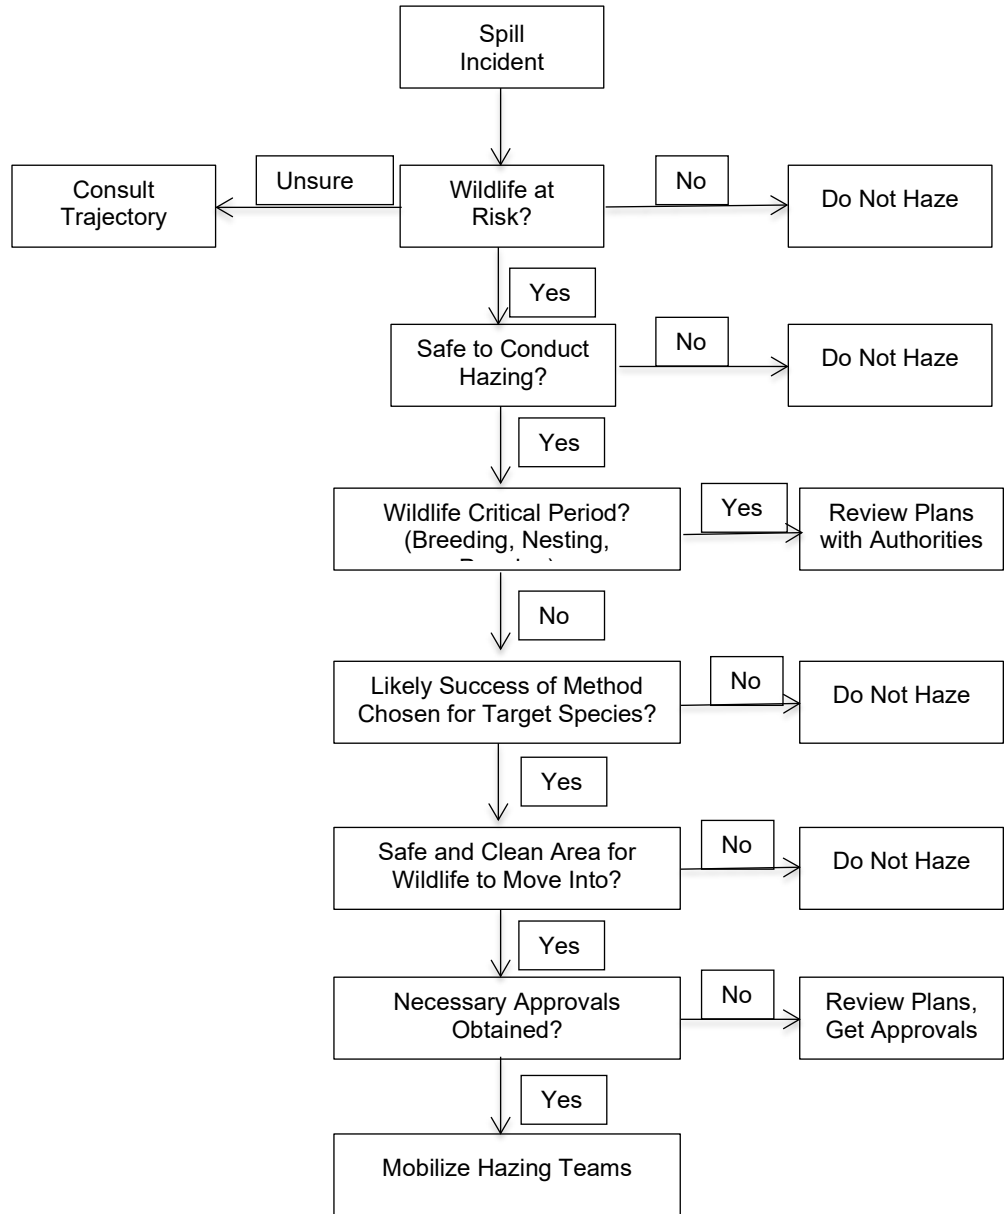 Spill
Incident
Consult
Trajectory
Unsure
Wildlife at
Risk?
No
Do Not Haze
Yes
Safe to Conduct
Hazing?
No
Do Not Haze
Yes
Wildlife Critical Period?
(Breeding, Nesting,
Yes
Review Plans
with Authorities
No
Likely Success of Method
Chosen for Target Species?
No
Do Not Haze
Yes
Safe and Clean Area for
Wildlife to Move Into?
No
Do Not Haze
Yes
Necessary Approvals
Obtained?
No
Review Plans,
Get Approvals
Yes
Mobilize Hazing Teams